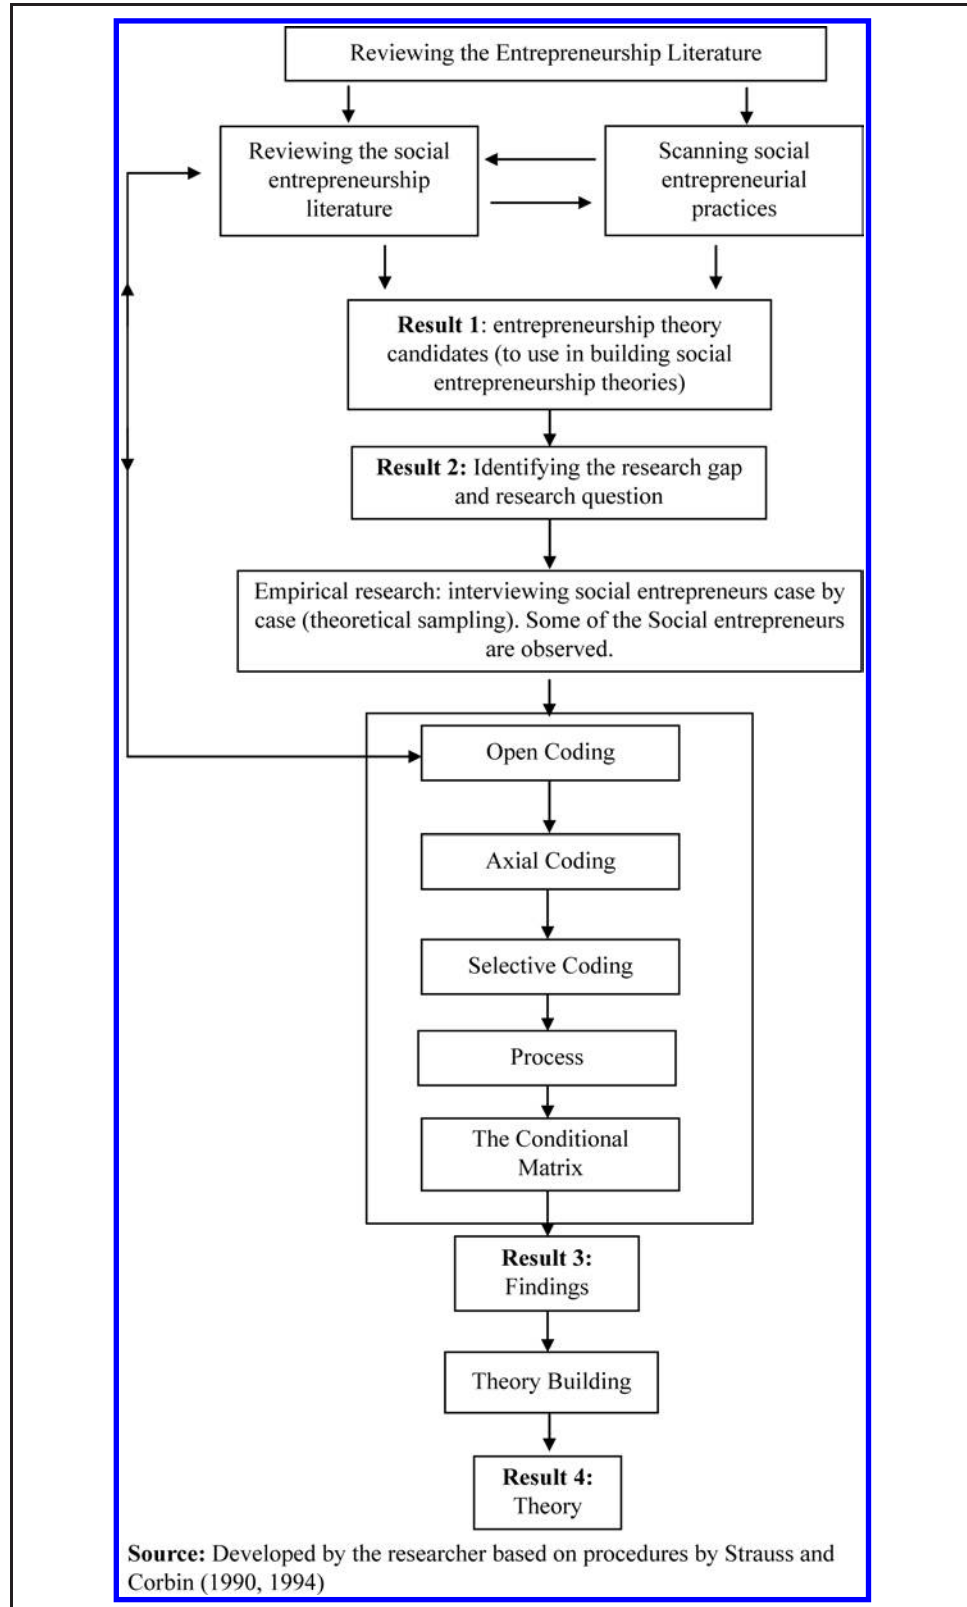 Reviewing the Entrepreneurship Literature
Reviewing the social
entrepreneurship
literature
Scanning social
entrepreneurial
practices
Result 1: entrepreneurship theory
candidates (to use in building social
entrepreneurship theories)
Result 2: Identifying the research gap
and research question
Empirical research: interviewing social entrepreneurs case by
case (theoretical sampling). Some of the Social entrepreneurs
are observed.
Open Coding
Axial Coding
Selective Coding
Process
The Conditional
Matrix
Result 3:
Findings
Theory Building
Result 4:
Theory
Source: Developed by the researcher based on procedures by Strauss and
Corbin (1990, 1994)